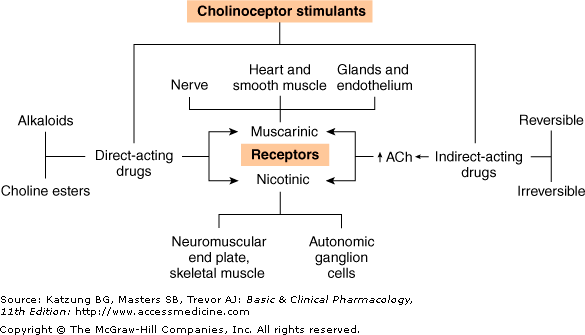 Cholinoceptor stimulants
Nerve
Heart and
smooth muscle
Glands and
endothelium
Alkaloids
Reversible
Muscarinic
Direct-acting
drugs
Receptors
↑ ACh
Indirect-acting
drugs
Choline esters
Nicotinic
Irreversible
Neuromuscular
end plate,
skeletal muscle
Autonomic
ganglion
cells
Source: Katzung BG, Masters SB, Trevor AJ: Basic & Clinical Pharmacology,
11th Edition: http://www.accessmedicine.com
Copyright © The McGraw-Hill Companies, Inc. All rights reserved.